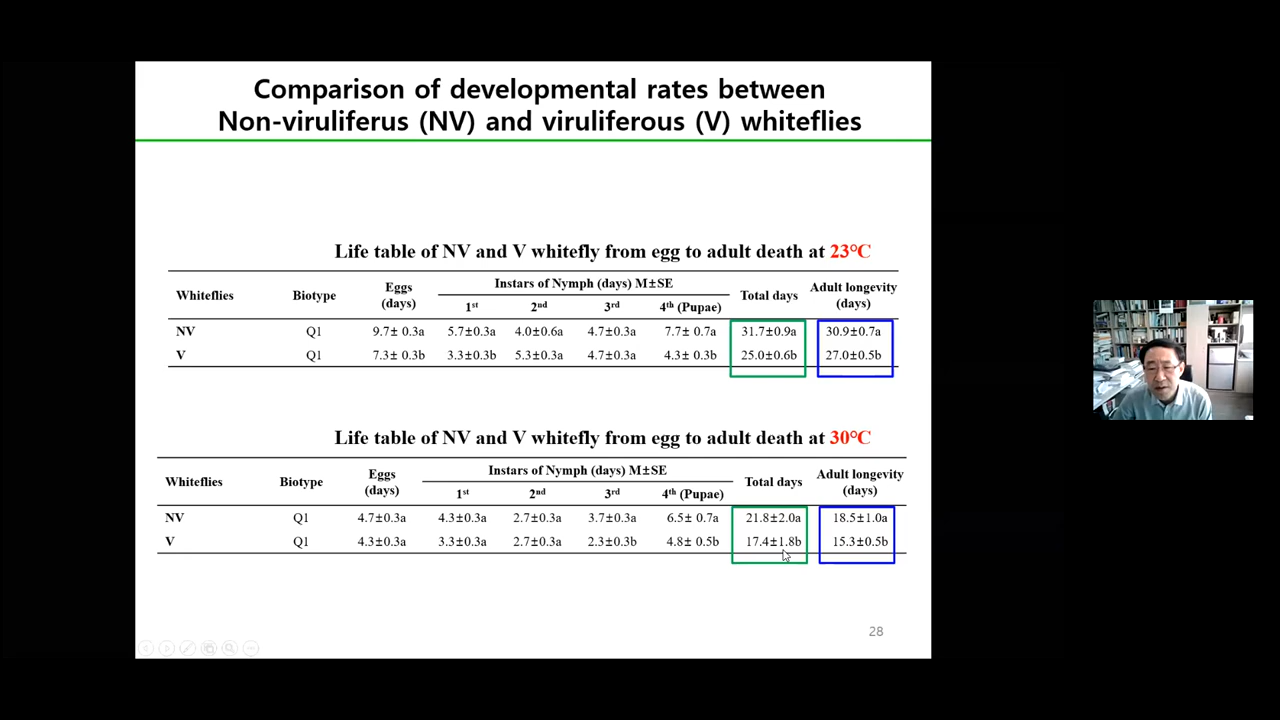 Comparison of developmental rates between
Non-viruliferus (NV) and viruliferous (V) whiteflies
Life table of NV and V whitefly from egg to adult death at 23°C
Whiteflies Biotype Eggs (days) Instars of Nymph (days) M±SE Total days Adult longevity (days)
1st 2nd 3rd 4th (Pupae)
NV Q1 9.7± 0.3a 5.7±0.3a 4.0±0.6a 4.7±0.3a 7.7± 0.7a 31.7±0.9a 30.9±0.7a
V Q1 7.3± 0.3b 3.3±0.3b 5.3±0.3a 4.7±0.3a 4.3± 0.3b 25.0±0.6b 27.0±0.5b
Life table of NV and V whitefly from egg to adult death at 30°C
Whiteflies Biotype Eggs (days) Instars of Nymph (days) M±SE Total days Adult longevity (days)
1st 2nd 3rd 4th (Pupae)
NV Q1 4.7±0.3a 4.3±0.3a 2.7±0.3a 3.7±0.3a 6.5± 0.7a 21.8±2.0a 18.5±1.0a
V Q1 4.3±0.3a 3.3±0.3a 2.7±0.3a 2.3±0.3b 4.8± 0.5b 17.4±1.8b 15.3±0.5b
28